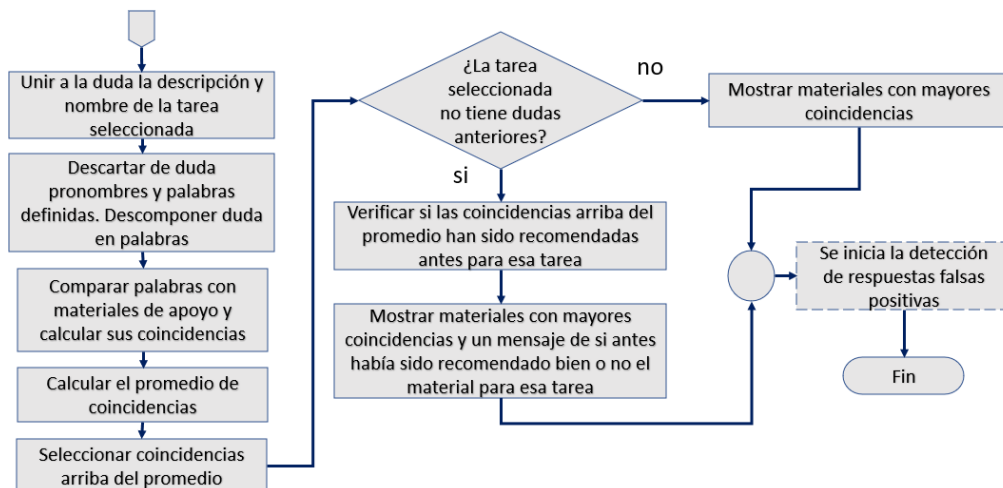 Unir a la duda la descripción y
nombre de la tarea
seleccionada
Descartar de duda
pronombres y palabras
definidas. Descomponer duda
en palabras
Comparar palabras con
materiales de apoyo y
calcular sus coincidencias
Calcular el promedio de
coincidencias
Seleccionar coincidencias
arriba del promedio
¿La tarea
seleccionada
no tiene dudas
anteriores?
no
si
Mostrar materiales con mayores
coincidencias
Verificar si las coincidencias arriba del
promedio han sido recomendadas
antes para esa tarea
Mostrar materiales con mayores
coincidencias y un mensaje de si antes
había sido recomendado bien o no el
material para esa tarea
Se inicia la detección
de respuestas falsas
positivas
Fin